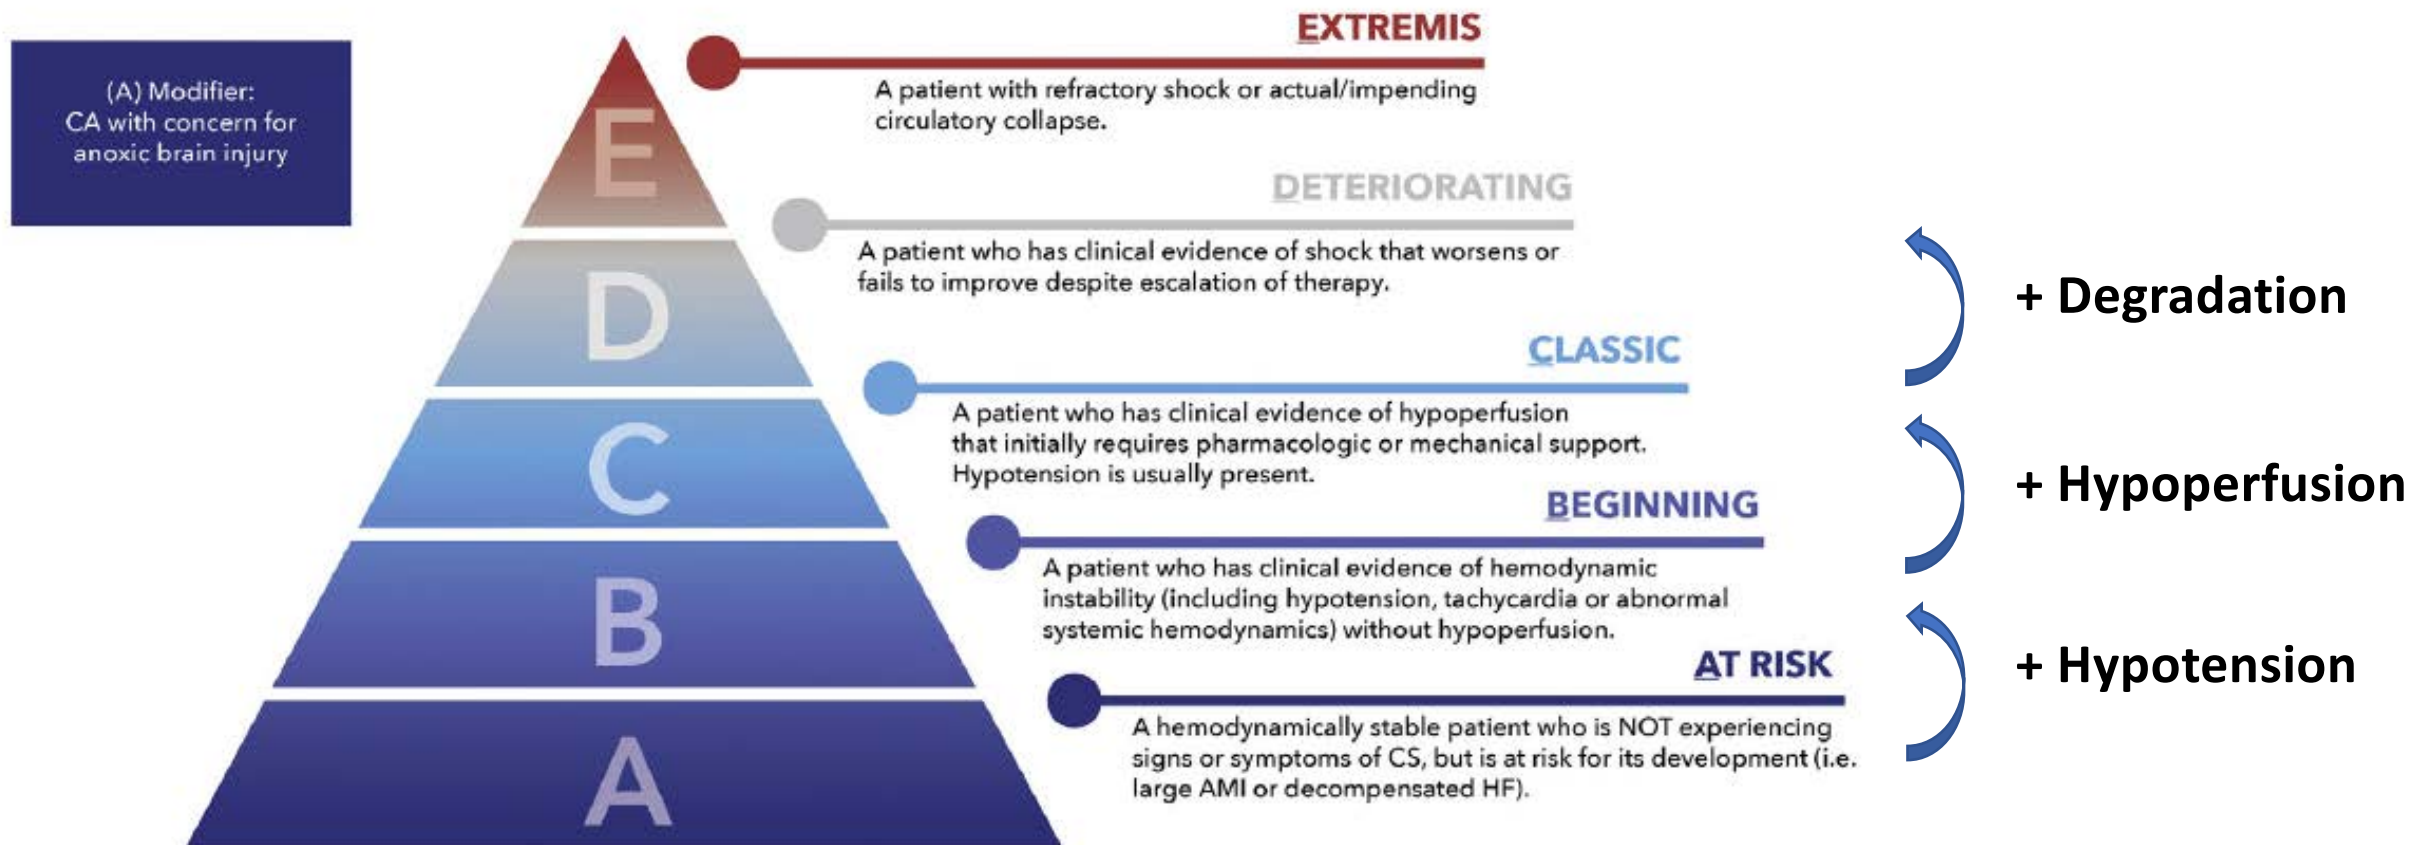 (A) Modifier:
CA with concern for
anoxic brain injury
E
D
C
B
A
EXTREMIS
A patient with refractory shock or actual/impending
circulatory collapse.
DETERIORATING
A patient who has clinical evidence of shock that worsens or
fails to improve despite escalation of therapy.
CLASSIC
A patient who has clinical evidence of hypoperfusion
that initially requires pharmacologic or mechanical support.
Hypotension is usually present.
BEGINNING
A patient who has clinical evidence of hemodynamic
instability (including hypotension, tachycardia or abnormal
systemic hemodynamics) without hypoperfusion.
AT RISK
A hemodynamically stable patient who is NOT experiencing
signs or symptoms of CS, but is at risk for its development (i.e.
large AMI or decompensated HF).
+ Degradation
+ Hypoperfusion
+ Hypotension